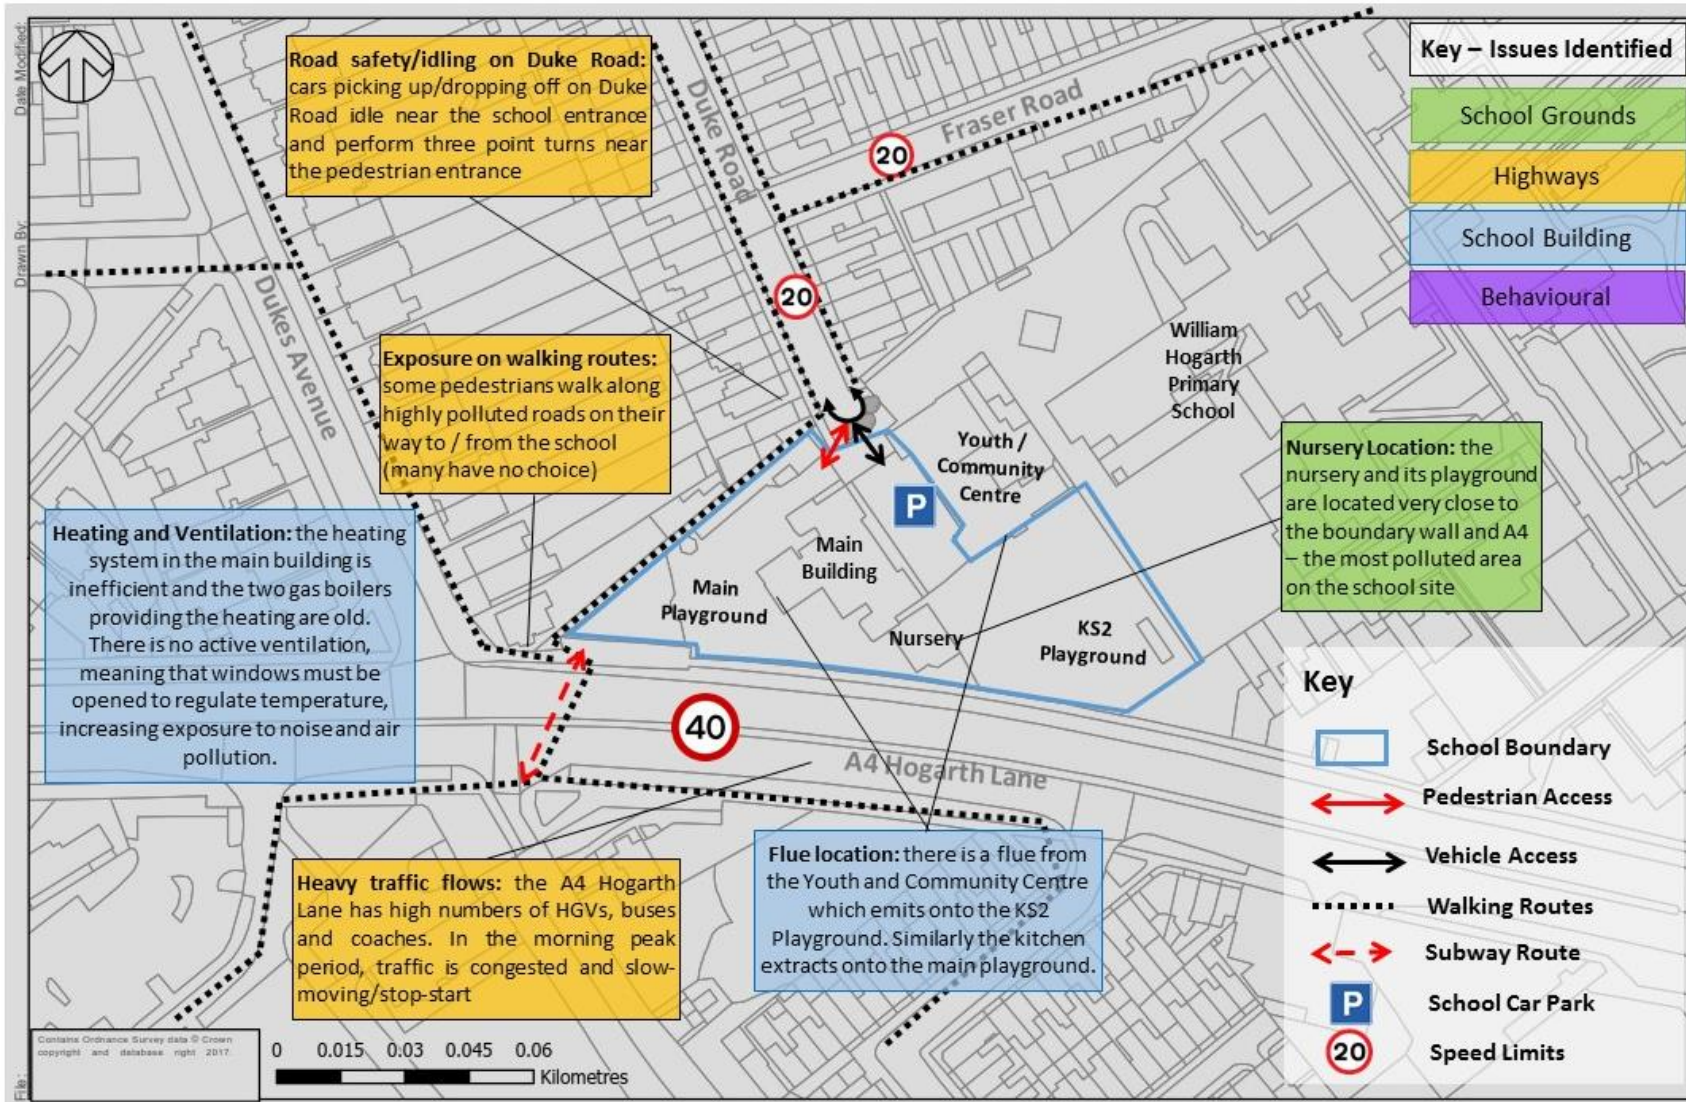 Date Modified:
Drawn By:
File:
Road safety/idling on Duke Road:
cars picking up/dropping off on Duke
Road idle near the school entrance
and perform three point turns near
the pedestrian entrance
Duke Road
Fraser Road
20
20
Dukes Avenue
Key – Issues Identified
School Grounds
Highways
School Building
Behavioural
Exposure on walking routes:
some pedestrians walk along
highly polluted roads on their
way to / from the school
(many have no choice)
William
Hogarth
Primary
School
Youth /
Community
Centre
P
Main
Building
Main
Playground
Nursery
KS2
Playground
Nursery Location: the
nursery and its playground
are located very close to
the boundary wall and A4
– the most polluted area
on the school site
Heating and Ventilation: the heating
system in the main building is
inefficient and the two gas boilers
providing the heating are old.
There is no active ventilation,
meaning that windows must be
opened to regulate temperature,
increasing exposure to noise and air
pollution.
40
A4 Hogarth Lane
Heavy traffic flows: the A4 Hogarth
Lane has high numbers of HGVs, buses
and coaches. In the morning peak
period, traffic is congested and slow-
moving/stop-start
Flue location: there is a flue from
the Youth and Community Centre
which emits onto the KS2
Playground. Similarly the kitchen
extracts onto the main playground.
Key
School Boundary
Pedestrian Access
Vehicle Access
Walking Routes
Subway Route
P School Car Park
20 Speed Limits
Contains Ordnance Survey data © Crown
copyright and database right 2017.
0 0.015 0.03 0.045 0.06
Kilometres